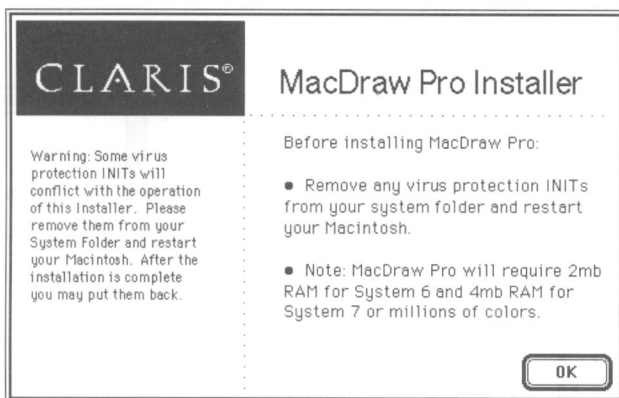 CLARIS©
MacDraw Pro Installer
Warning: Some virus
protection INITs will
conflict with the operation
of this Installer. Please
remove them from your
System Folder and restart
your Macintosh. After the
installation is complete
you may put them back.
Before installing MacDraw Pro:
● Remove any virus protection INITs
from your system folder and restart
your Macintosh.
● Note: MacDraw Pro will require 2mb
RAM for System 6 and 4mb RAM for
System 7 or millions of colors.
OK